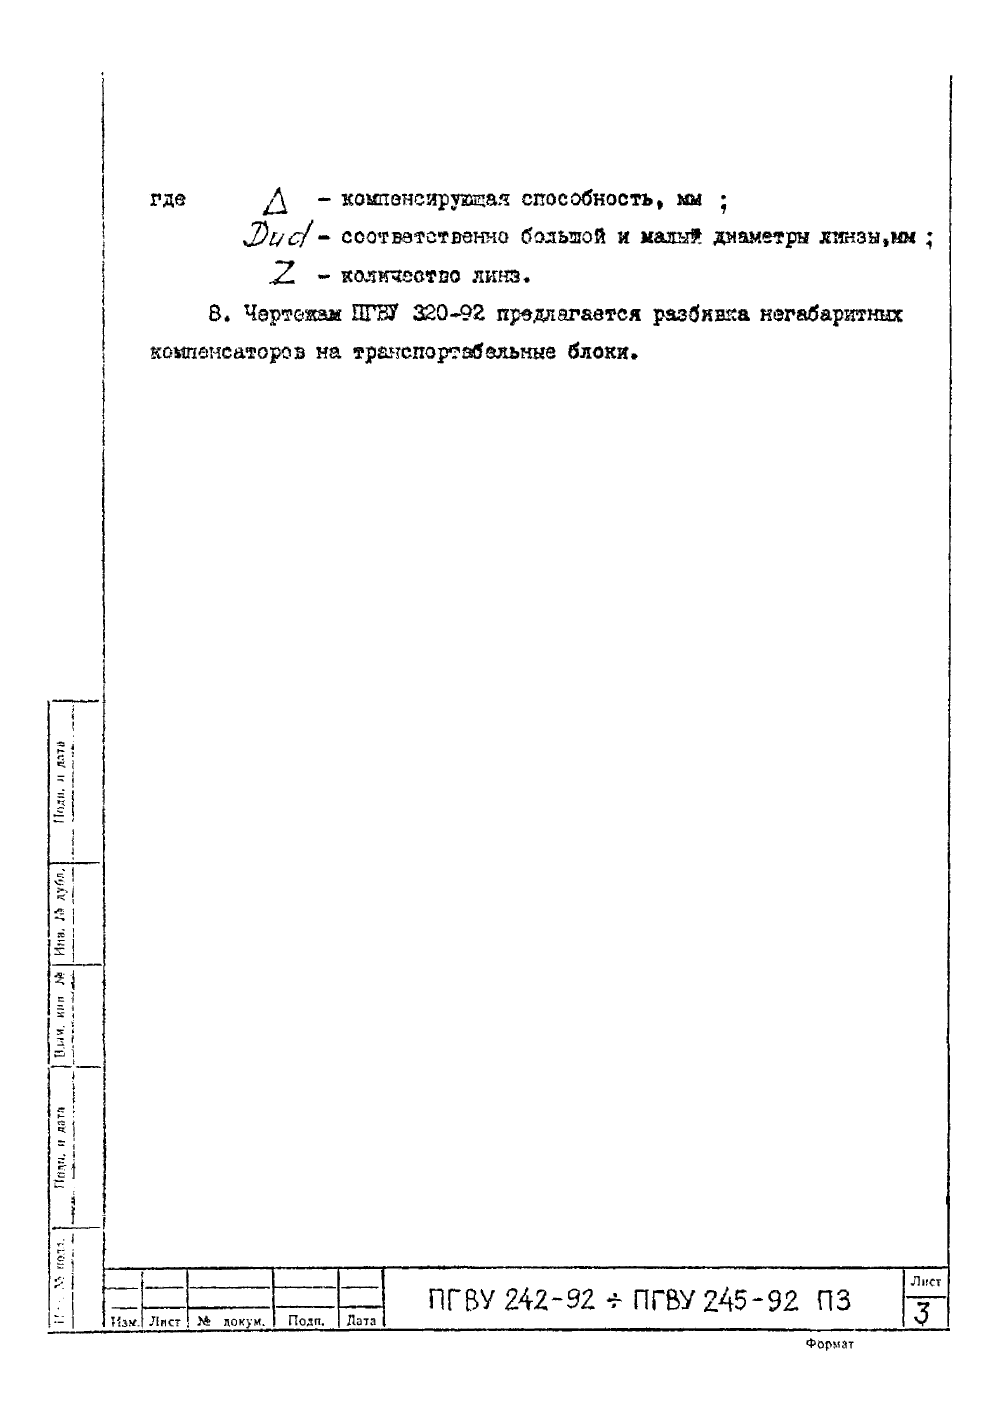 где Δ - компенсирующая способность, мм ;
D и d - соответственно большой и малый диаметры линзы,мм ;
Z - количество линз.
8. Чертежам ПГВУ 320-92 предлагается разбивка негабаритных
компенсаторов на транспортабельные блоки.
Подп. и дата
Инв. № дубл.
Взам. инв №
Подп. и дата
Инв. № подл.
Изм. Лист № докум. Подп. Дата
ПГВУ 242-92 ÷ ПГВУ 245-92 ПЗ
Лист
3
Формат